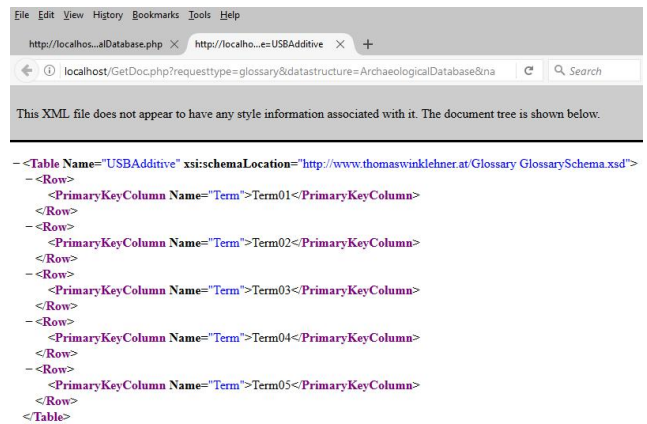 File Edit View History Bookmarks Tools Help
http://localhos...alDatabase.php × http://localho...e=USBAdditive × +
localhost/GetDoc.php?requesttype=glossary&datastructure=ArchaeologicalDatabase&na Search
This XML file does not appear to have any style information associated with it. The document tree is shown below.
−<Table Name="USBAdditive" xsi:schemaLocation="http://www.thomaswinklehner.at/Glossary GlossarySchema.xsd">
−<Row>
<PrimaryKeyColumn Name="Term">Term01</PrimaryKeyColumn>
</Row>
−<Row>
<PrimaryKeyColumn Name="Term">Term02</PrimaryKeyColumn>
</Row>
−<Row>
<PrimaryKeyColumn Name="Term">Term03</PrimaryKeyColumn>
</Row>
−<Row>
<PrimaryKeyColumn Name="Term">Term04</PrimaryKeyColumn>
</Row>
−<Row>
<PrimaryKeyColumn Name="Term">Term05</PrimaryKeyColumn>
</Row>
</Table>